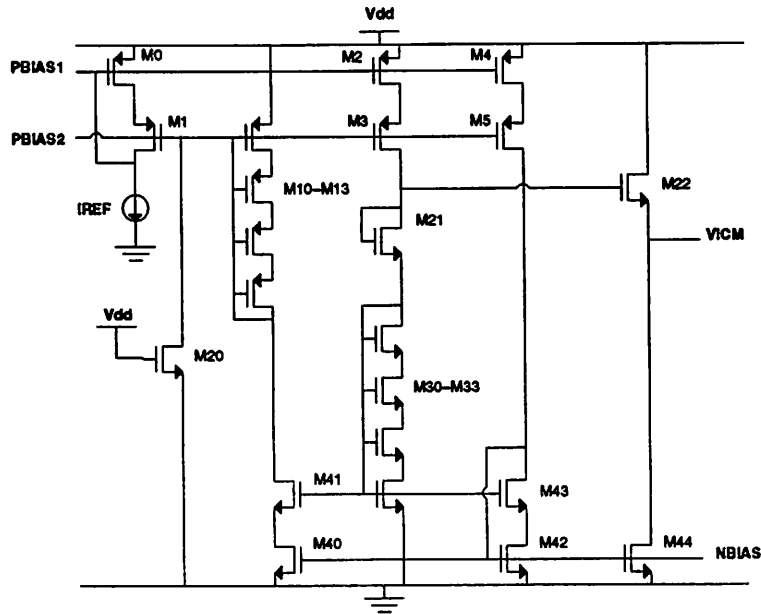 Vdd
M0
M2
M4
PBIAS1
M1
M3
M5
PBIAS2
M10–M13
M22
M21
IREF
VICM
Vdd
M20
M30–M33
M41
M43
M40
M42
M44
NBIAS